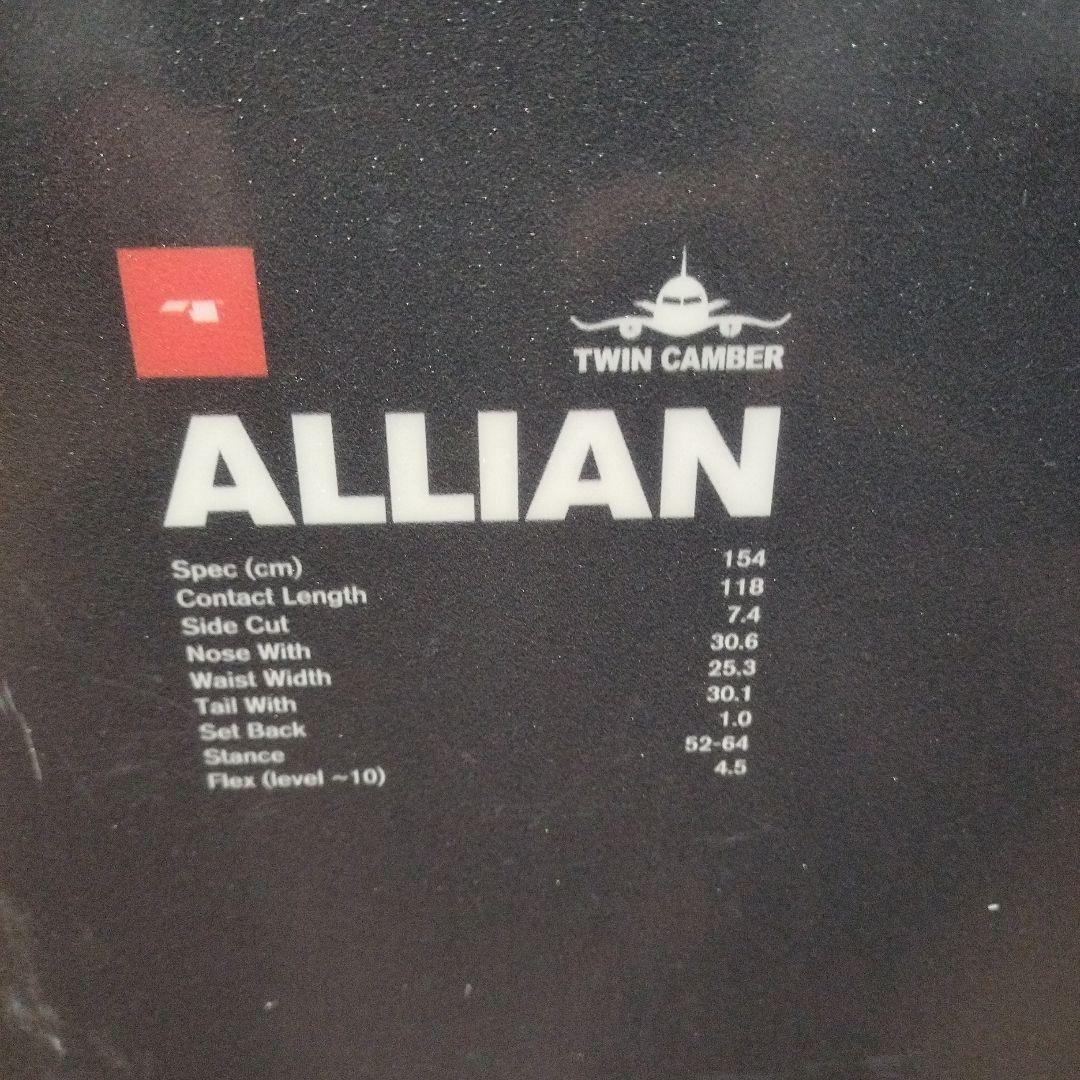 TWIN CAMBER
ALLIAN
Spec (cm) 154
Contact Length 118
Side Cut 7.4
Nose With 30.6
Waist Width 25.3
Tail With 30.1
Set Back 1.0
Stance 52-64
Flex (level ~10) 4.5